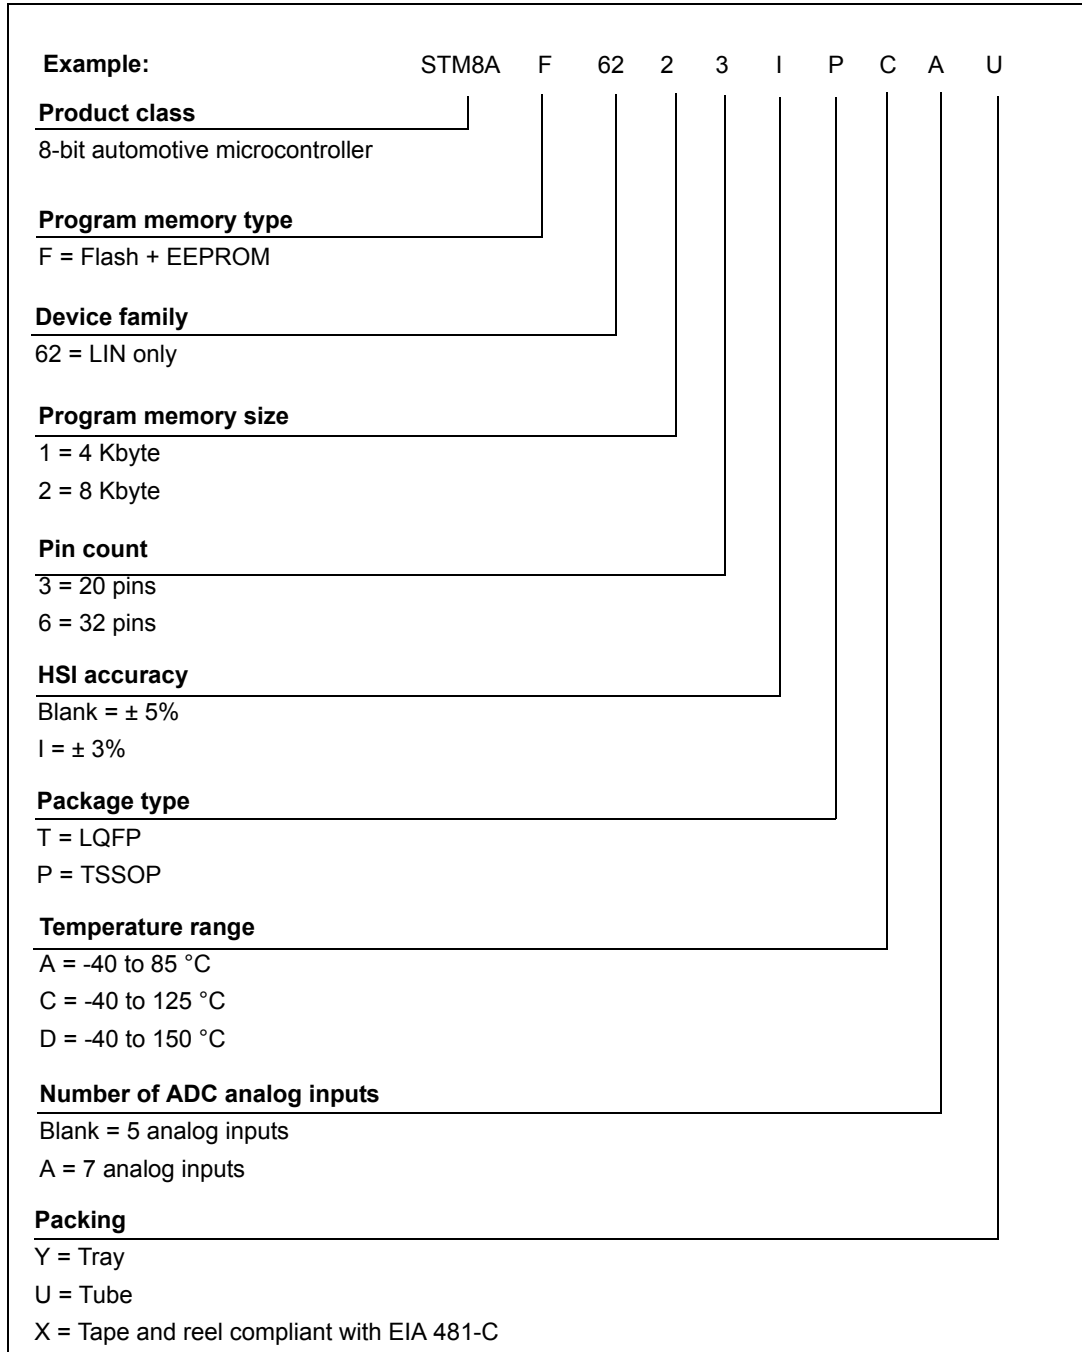 Example: STM8A F 62 2 3 I P C A U
Product class
8-bit automotive microcontroller
Program memory type
F = Flash + EEPROM
Device family
62 = LIN only
Program memory size
1 = 4 Kbyte
2 = 8 Kbyte
Pin count
3 = 20 pins
6 = 32 pins
HSI accuracy
Blank = ± 5%
I = ± 3%
Package type
T = LQFP
P = TSSOP
Temperature range
A = -40 to 85 °C
C = -40 to 125 °C
D = -40 to 150 °C
Number of ADC analog inputs
Blank = 5 analog inputs
A = 7 analog inputs
Packing
Y = Tray
U = Tube
X = Tape and reel compliant with EIA 481-C